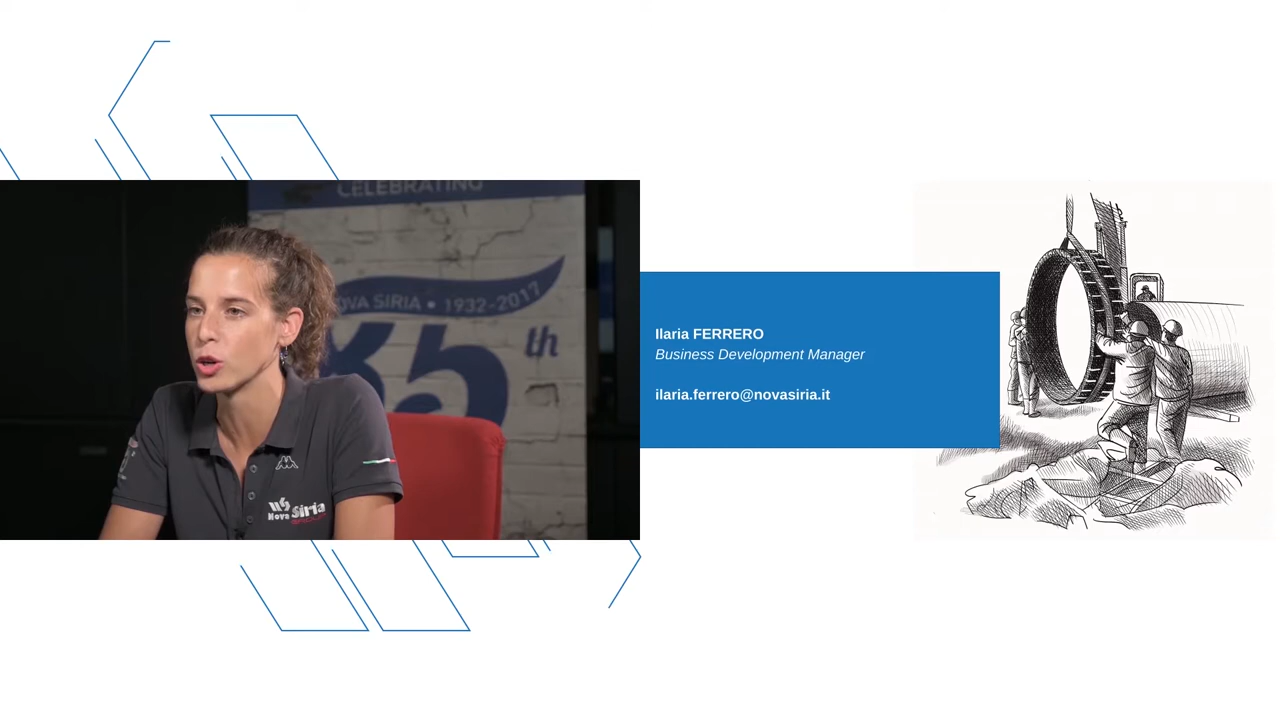 CELEBRATING
NOVA SIRIA • 1932-2017
85th
Nova Siria
Ilaria FERRERO
Business Development Manager
ilaria.ferrero@novasiria.it